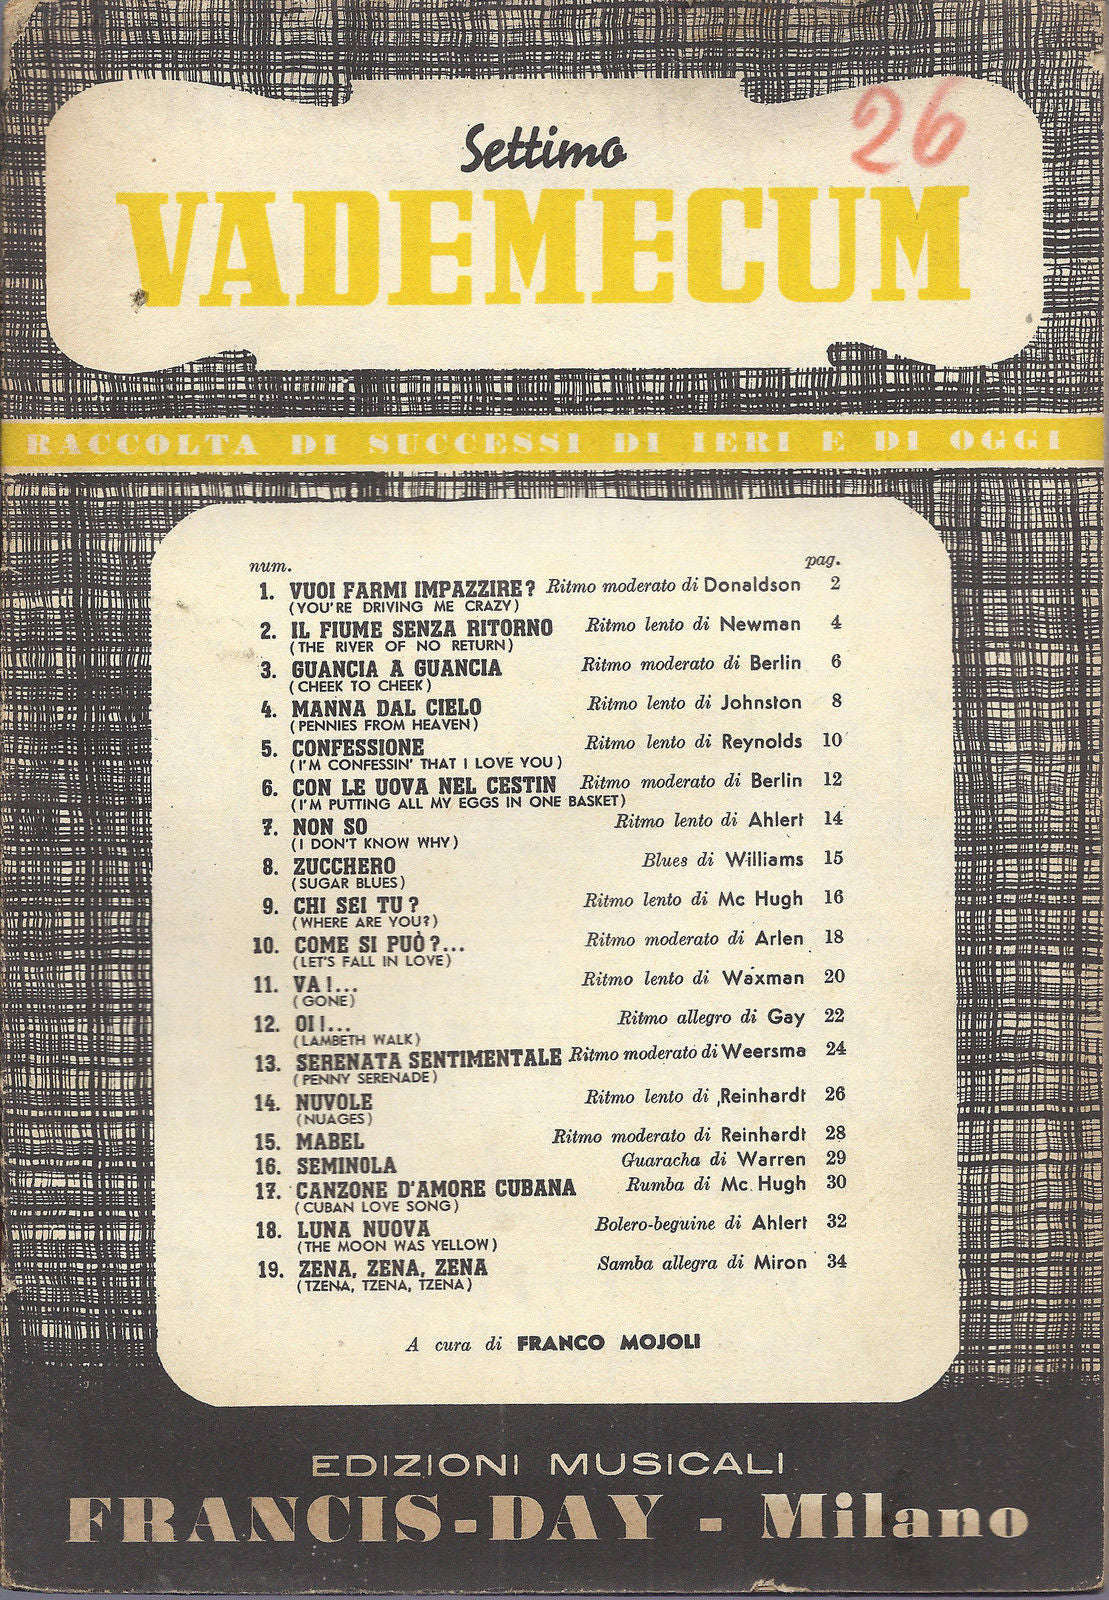 26
Settimo
VADEMECUM
RACCOLTA DI SUCCESSI DI IERI E DI OGGI
num. pag.
1. VUOI FARMI IMPAZZIRE? Ritmo moderato di Donaldson 2
(YOU'RE DRIVING ME CRAZY)
2. IL FIUME SENZA RITORNO Ritmo lento di Newman 4
(THE RIVER OF NO RETURN)
3. GUANCIA A GUANCIA Ritmo moderato di Berlin 6
(CHEEK TO CHEEK)
4. MANNA DAL CIELO Ritmo lento di Johnston 8
(PENNIES FROM HEAVEN)
5. CONFESSIONE Ritmo lento di Reynolds 10
(I'M CONFESSIN' THAT I LOVE YOU)
6. CON LE UOVA NEL CESTIN Ritmo moderato di Berlin 12
(I'M PUTTING ALL MY EGGS IN ONE BASKET)
7. NON SO Ritmo lento di Ahlert 14
(I DON'T KNOW WHY)
8. ZUCCHERO Blues di Williams 15
(SUGAR BLUES)
9. CHI SEI TU? Ritmo lento di Mc Hugh 16
(WHERE ARE YOU?)
10. COME SI PUÒ?... Ritmo moderato di Arlen 18
(LET'S FALL IN LOVE)
11. VA!... Ritmo lento di Waxman 20
(GONE)
12. OI!... Ritmo allegro di Gay 22
(LAMBETH WALK)
13. SERENATA SENTIMENTALE Ritmo moderato di Weersma 24
(PENNY SERENADE)
14. NUVOLE Ritmo lento di Reinhardt 26
(NUAGES)
15. MABEL Ritmo moderato di Reinhardt 28
16. SEMINOLA Guaracha di Warren 29
17. CANZONE D'AMORE CUBANA Rumba di Mc Hugh 30
(CUBAN LOVE SONG)
18. LUNA NUOVA Bolero-beguine di Ahlert 32
(THE MOON WAS YELLOW)
19. ZENA, ZENA, ZENA Samba allegra di Miron 34
(TZENA, TZENA, TZENA)
A cura di FRANCO MOJOLI
EDIZIONI MUSICALI
FRANCIS-DAY - Milano